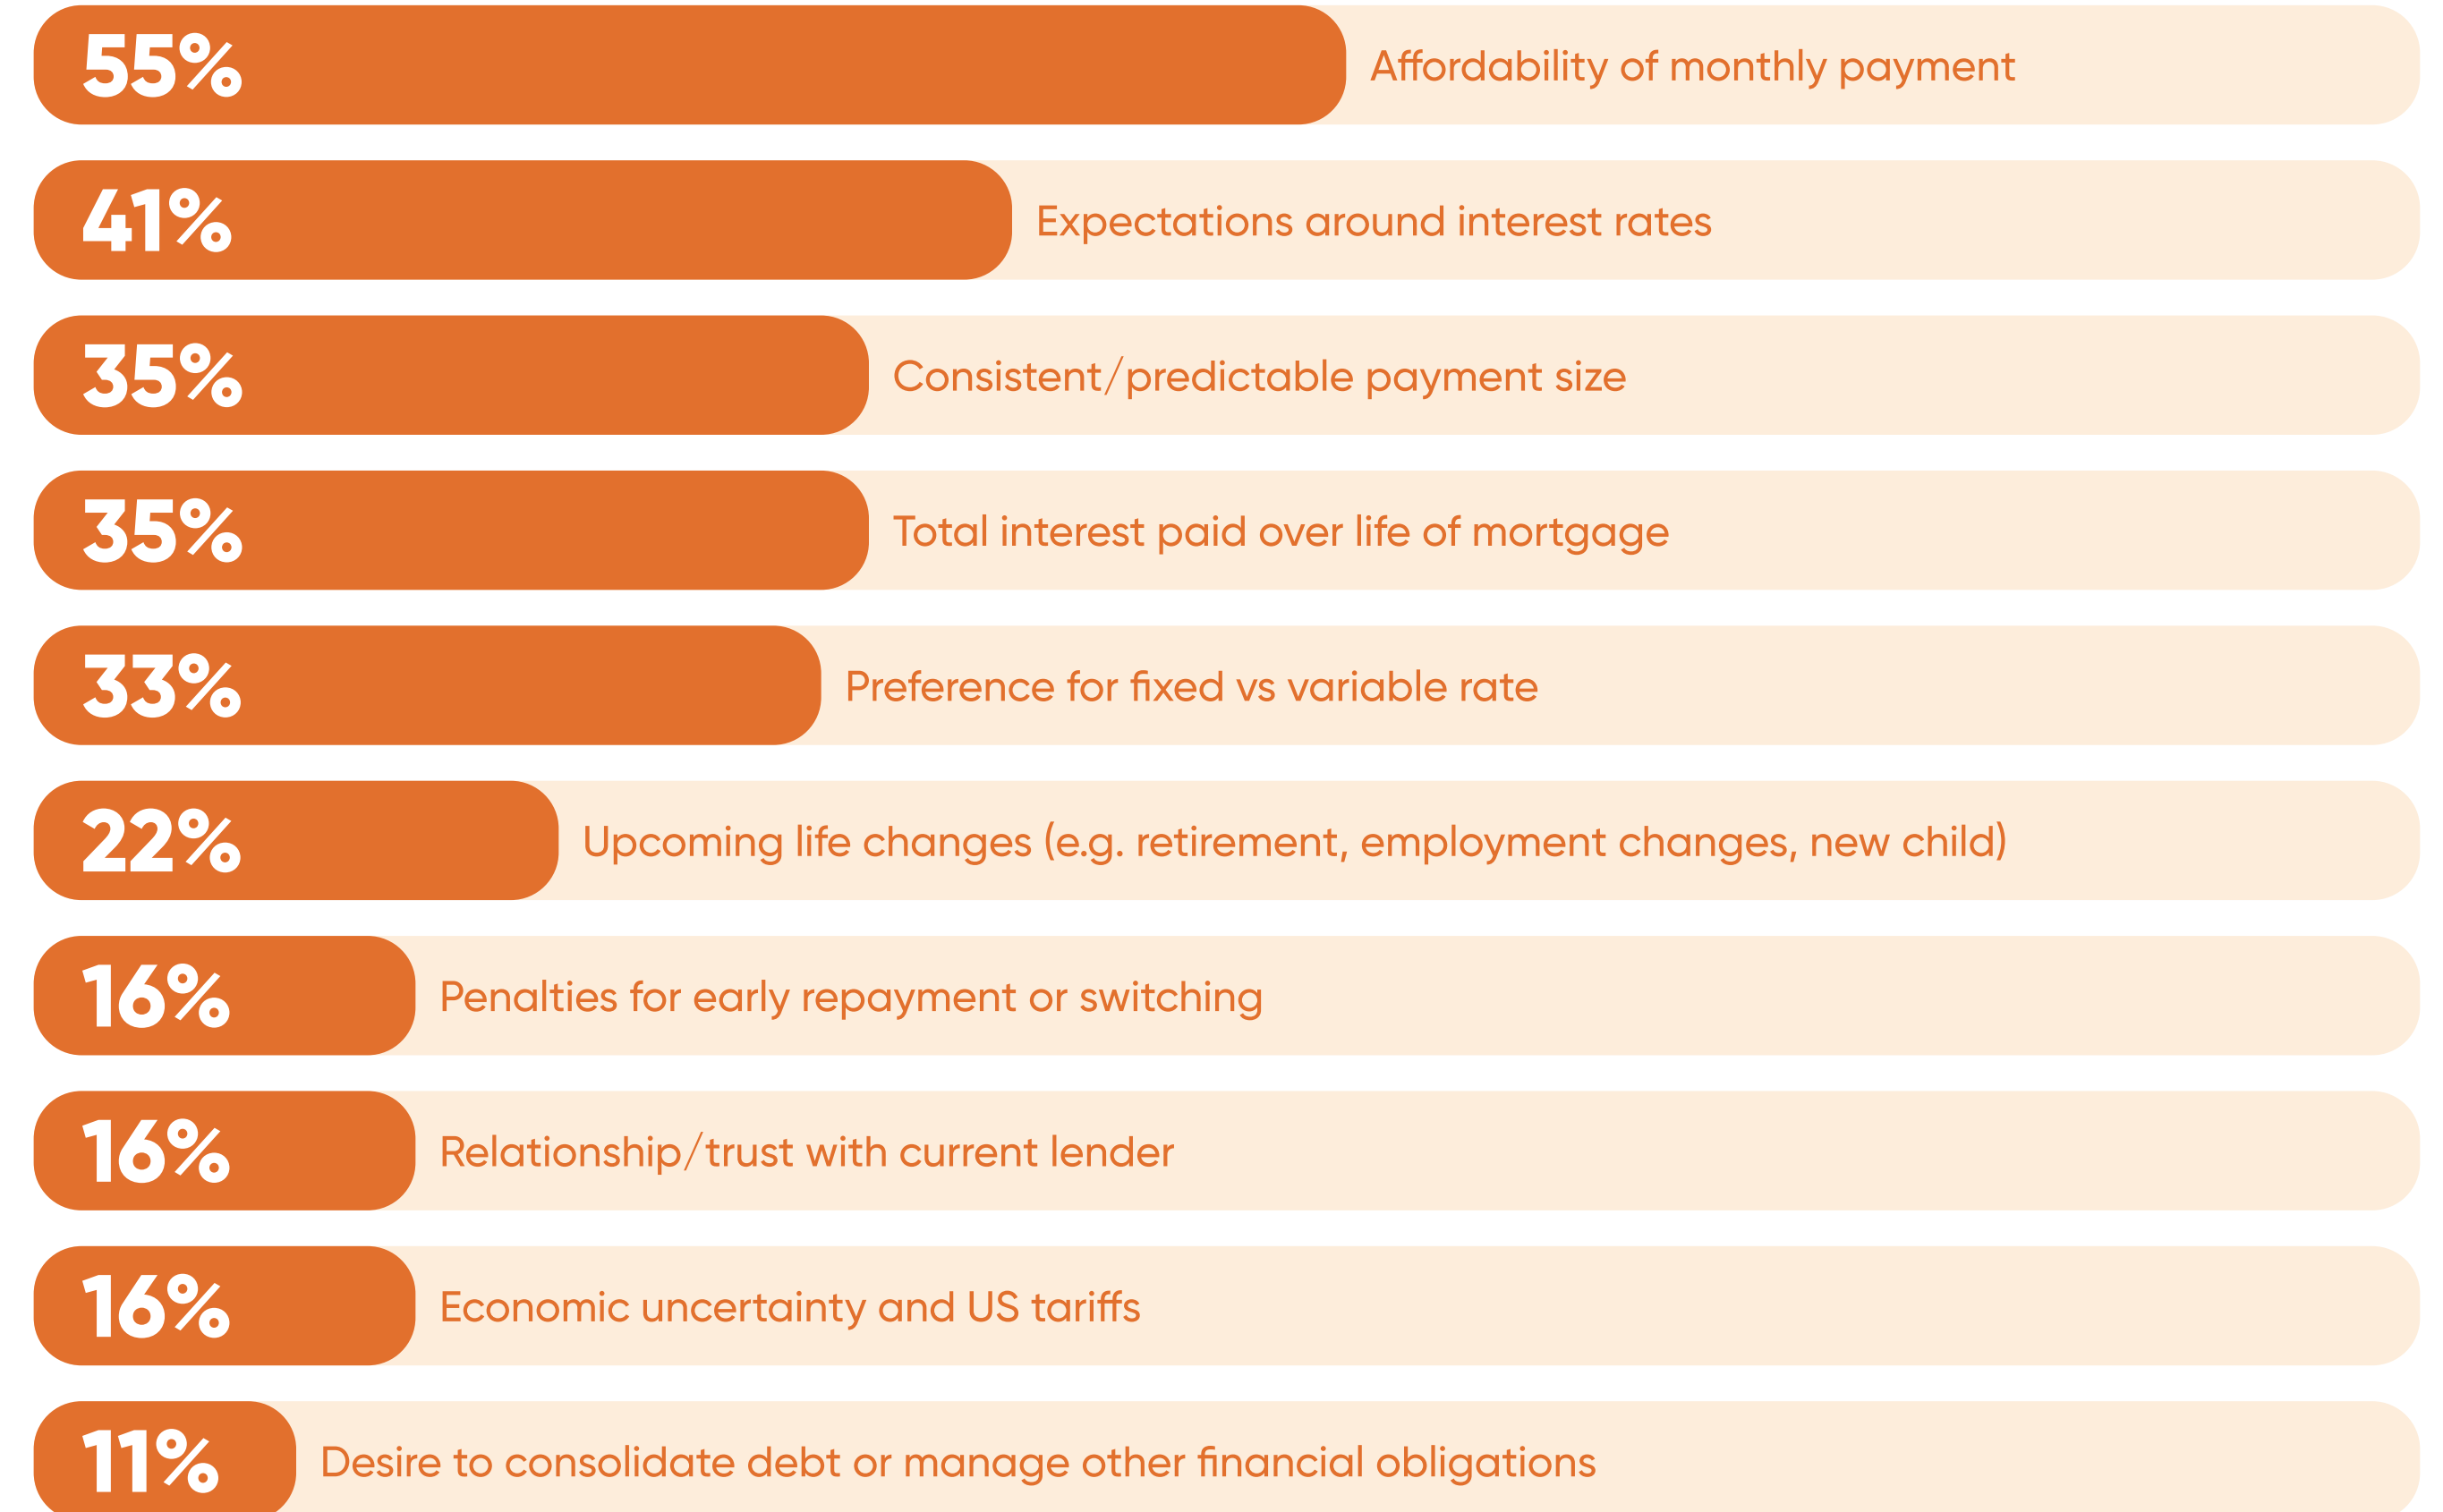 55% Affordability of monthly payment
41% Expectations around interest rates
35% Consistent/predictable payment size
35% Total interest paid over life of mortgage
33% Preference for fixed vs variable rate
22% Upcoming life changes (e.g. retirement, employment changes, new child)
16% Penalties for early repayment or switching
16% Relationship/trust with current lender
16% Economic uncertainty and US tariffs
11% Desire to consolidate debt or manage other financial obligations